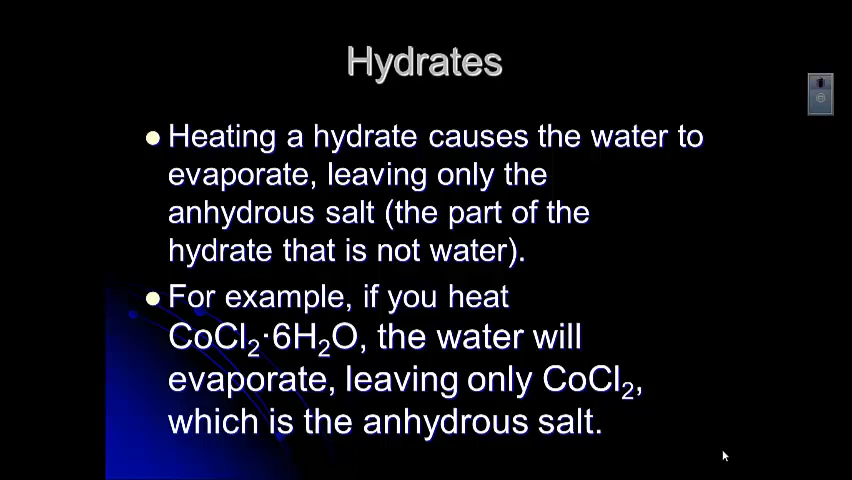 Hydrates
Heating a hydrate causes the water to
evaporate, leaving only the
anhydrous salt (the part of the
hydrate that is not water).
For example, if you heat
CoCl₂·6H₂O, the water will
evaporate, leaving only CoCl₂,
which is the anhydrous salt.